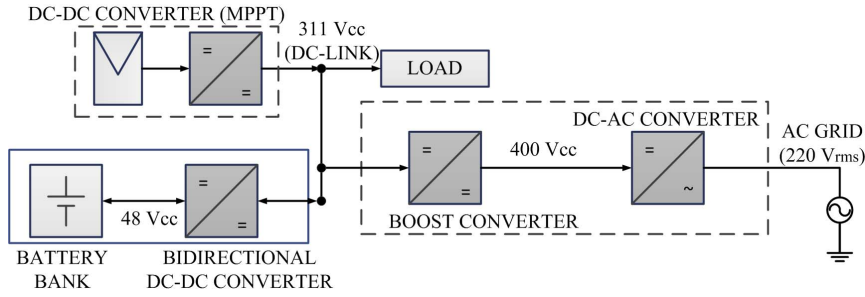 DC-DC CONVERTER (MPPT)
311 Vcc
(DC-LINK)
LOAD
=
=
DC-AC CONVERTER
AC GRID
(220 Vrms)
=
=
400 Vcc
=
~
BOOST CONVERTER
48 Vcc
=
=
BATTERY
BANK
BIDIRECTIONAL
DC-DC CONVERTER